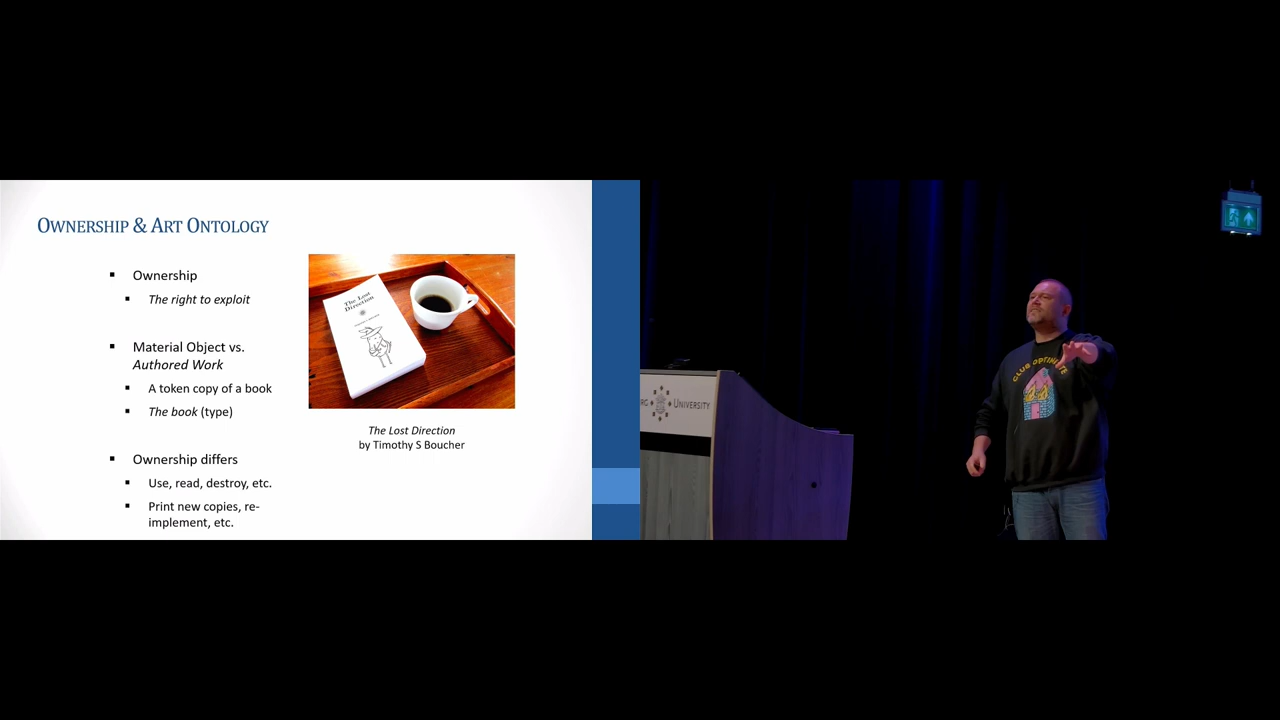 OWNERSHIP & ART ONTOLOGY
▪ Ownership
▪ The right to exploit
▪ Material Object vs.
Authored Work
▪ A token copy of a book
▪ The book (type)
▪ Ownership differs
▪ Use, read, destroy, etc.
▪ Print new copies, re-
implement, etc.
The Lost
Direction
The Lost Direction
by Timothy S Boucher
RG UNIVERSITY
CLUB OPTIMISTE